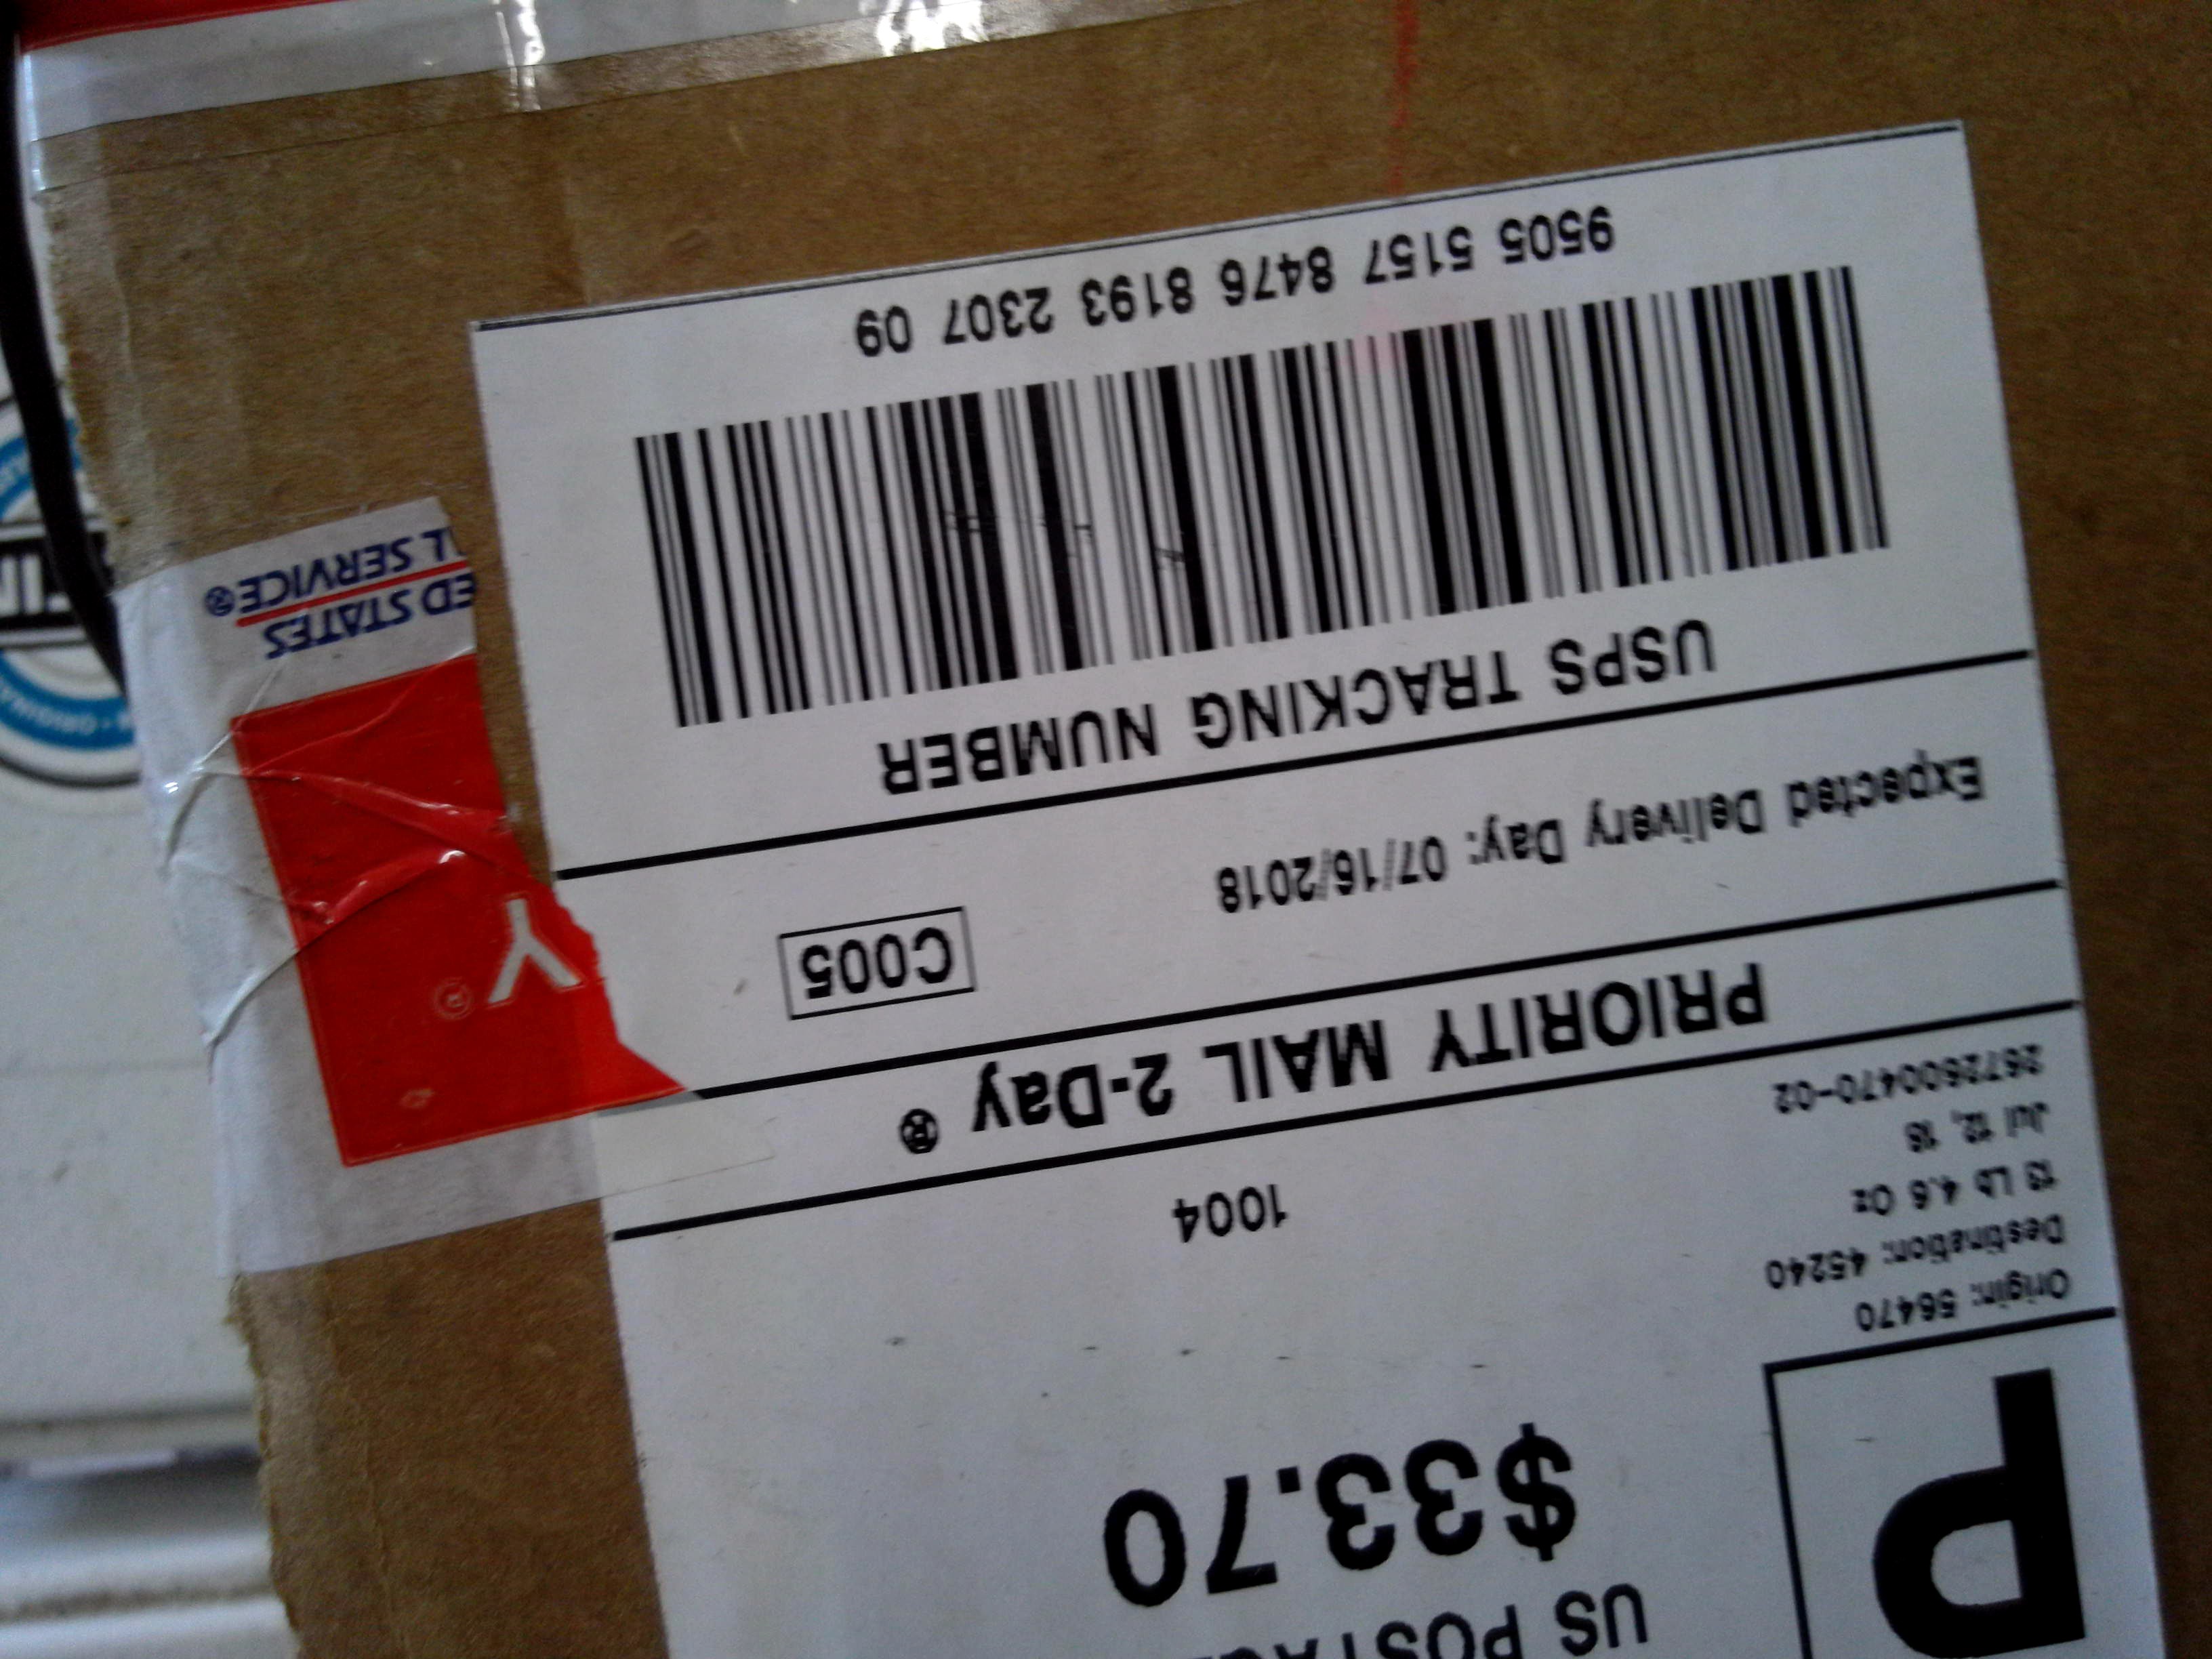 US POSTAGE
$33.70
P
Origin: 56470
Destination: 45240
13 Lb 4.6 Oz
Jul 12, 18
2672600470-02
1004
PRIORITY MAIL 2-Day ®
Expected Delivery Day: 07/16/2018
C005
USPS TRACKING NUMBER
9505 5157 8476 8193 2307 09
Y ®
ED STATES
L SERVICE®